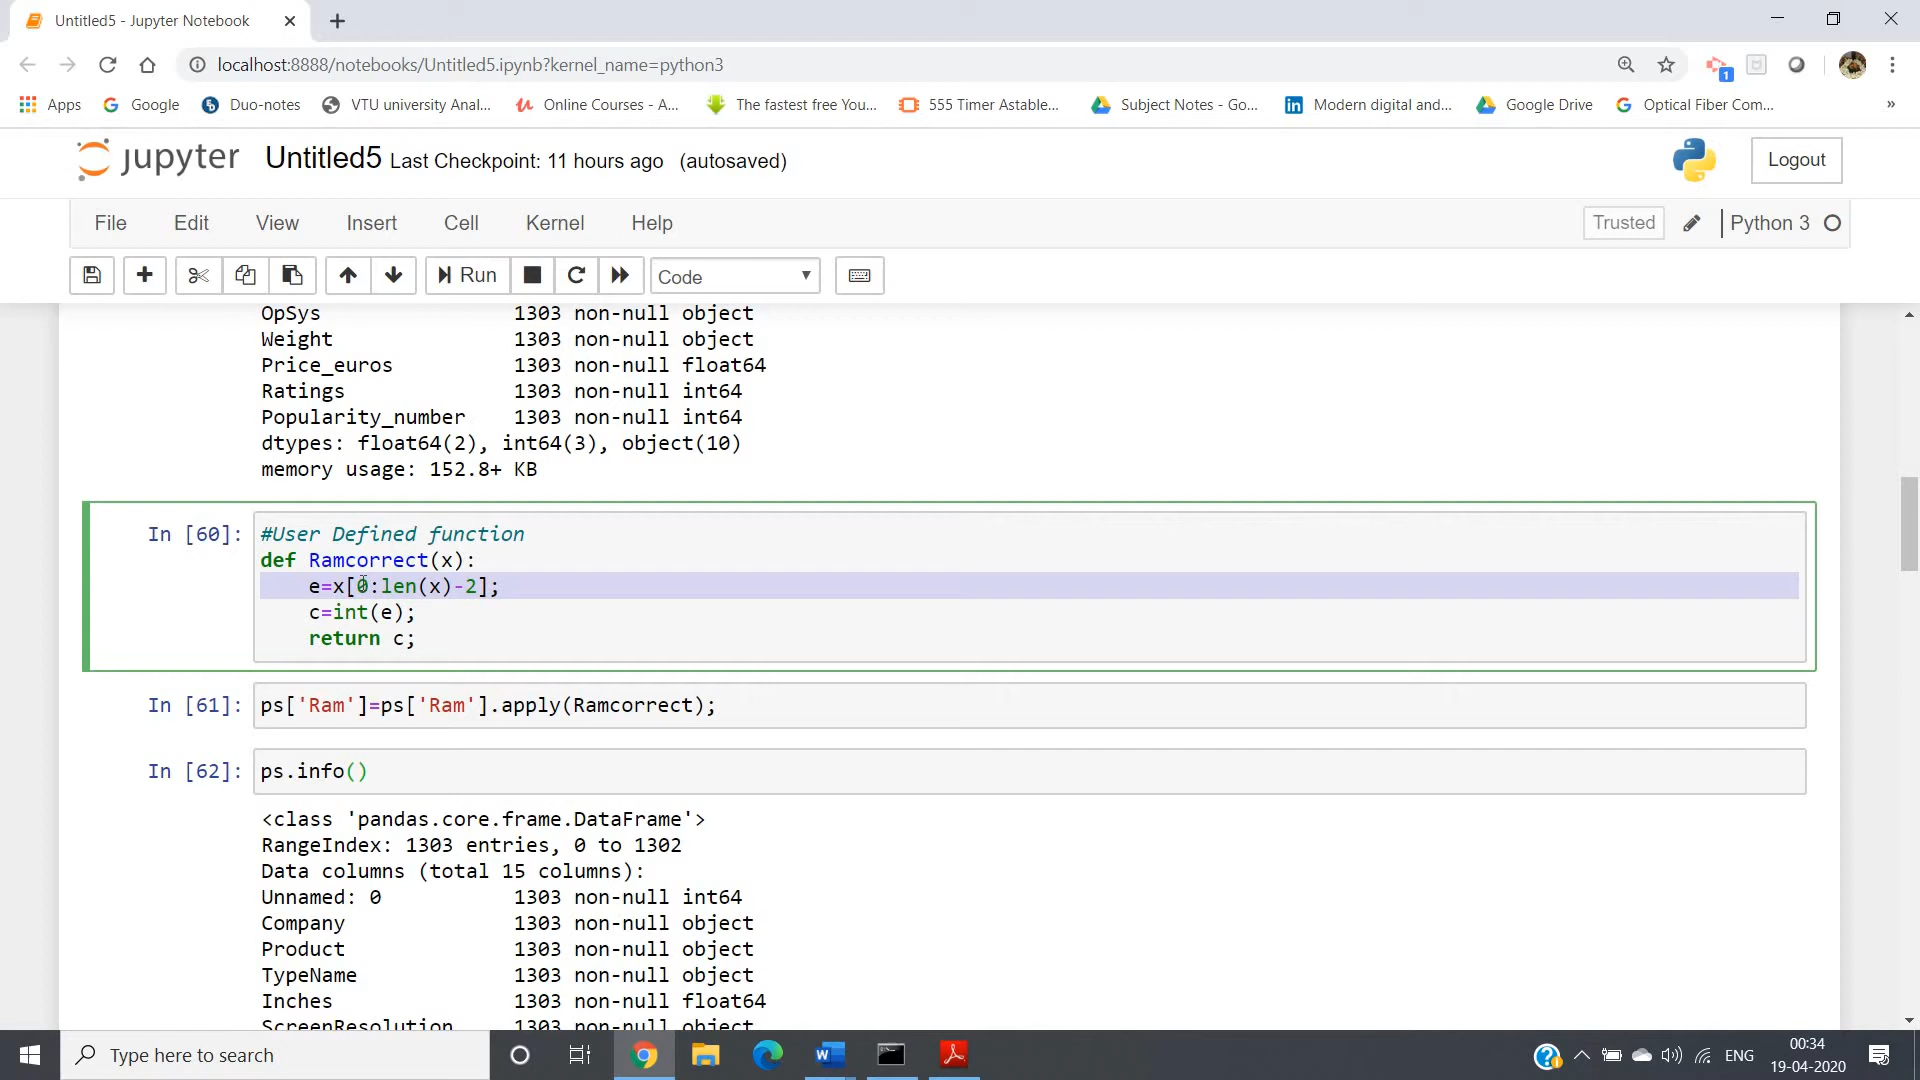 Untitled5 - Jupyter Notebook
localhost:8888/notebooks/Untitled5.ipynb?kernel_name=python3
1
Apps Google Duo-notes VTU university Anal... Online Courses - A... The fastest free You... 555 Timer Astable... Subject Notes - Go... Modern digital and... Google Drive Optical Fiber Com... »
jupyter Untitled5 Last Checkpoint: 11 hours ago (autosaved) Logout
File Edit View Insert Cell Kernel Help Trusted Python 3
Run Code
OpSys 1303 non-null object
Weight 1303 non-null object
Price_euros 1303 non-null float64
Ratings 1303 non-null int64
Popularity_number 1303 non-null int64
dtypes: float64(2), int64(3), object(10)
memory usage: 152.8+ KB
In [60]: #User Defined function
def Ramcorrect(x):
e=x[0:len(x)-2];
c=int(e);
return c;
In [61]: ps['Ram']=ps['Ram'].apply(Ramcorrect);
In [62]: ps.info()
<class 'pandas.core.frame.DataFrame'>
RangeIndex: 1303 entries, 0 to 1302
Data columns (total 15 columns):
Unnamed: 0 1303 non-null int64
Company 1303 non-null object
Product 1303 non-null object
TypeName 1303 non-null object
Inches 1303 non-null float64
ScreenResolution 1303 non-null object
Type here to search ENG 00:34
19-04-2020